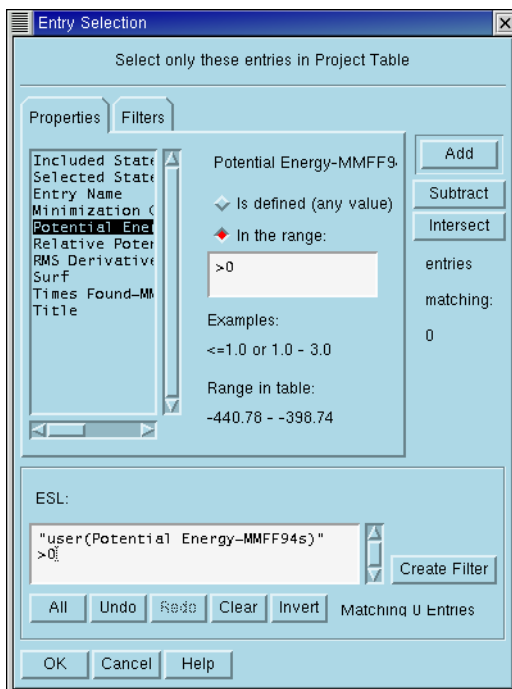 Entry Selection
Select only these entries in Project Table
Properties
Filters
Included State
Selected State
Entry Name
Minimization C
Potential Ene
Relative Poten
RMS Derivative
Surf
Times Found-MM
Title
Potential Energy-MMFF9
Is defined (any value)
In the range:
>0
Examples:
<=1.0 or 1.0 - 3.0
Range in table:
-440.78 - -398.74
Add
Subtract
Intersect
entries
matching:
0
ESL:
"user(Potential Energy-MMFF94s)"
>0
Create Filter
All
Undo
Redo
Clear
Invert
Matching 0 Entries
OK
Cancel
Help